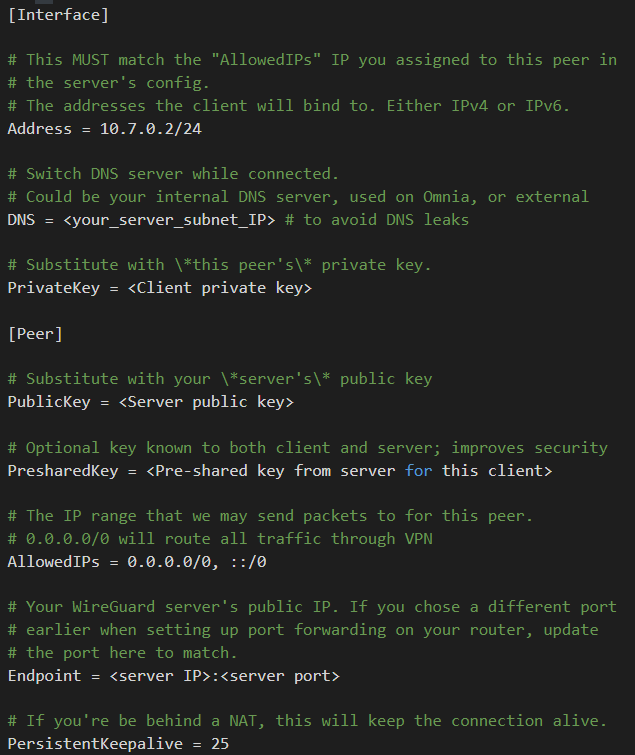 [Interface]
# This MUST match the "AllowedIPs" IP you assigned to this peer in
# the server's config.
# The addresses the client will bind to. Either IPv4 or IPv6.
Address = 10.7.0.2/24
# Switch DNS server while connected.
# Could be your internal DNS server, used on Omnia, or external
DNS = <your_server_subnet_IP> # to avoid DNS leaks
# Substitute with \*this peer's\* private key.
PrivateKey = <Client private key>
[Peer]
# Substitute with your \*server's\* public key
PublicKey = <Server public key>
# Optional key known to both client and server; improves security
PresharedKey = <Pre-shared key from server for this client>
# The IP range that we may send packets to for this peer.
# 0.0.0.0/0 will route all traffic through VPN
AllowedIPs = 0.0.0.0/0, ::/0
# Your WireGuard server's public IP. If you chose a different port
# earlier when setting up port forwarding on your router, update
# the port here to match.
Endpoint = <server IP>:<server port>
# If you're be behind a NAT, this will keep the connection alive.
PersistentKeepalive = 25